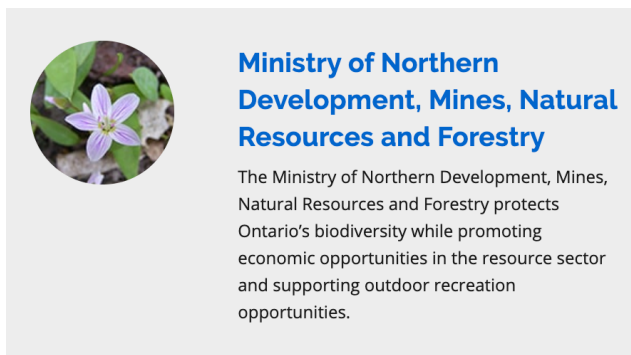 Ministry of Northern
Development, Mines, Natural
Resources and Forestry
The Ministry of Northern Development, Mines,
Natural Resources and Forestry protects
Ontario’s biodiversity while promoting
economic opportunities in the resource sector
and supporting outdoor recreation
opportunities.